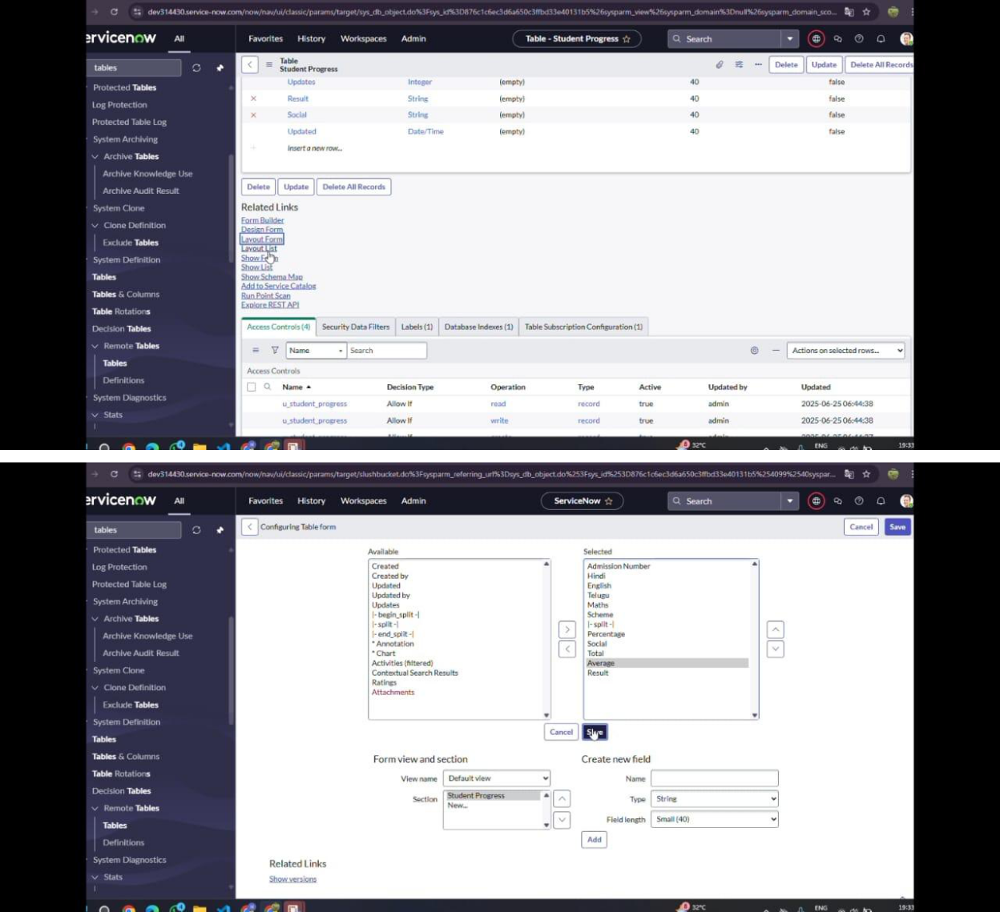 dev314430.service-now.com/now/nav/ui/classic/params/target/sys_db_object.do%3Fsys_id%3D876c1c6ec3d6a650c3ffbd33e40131b5%26sysparm_view%26sysparm_domain%3Dnull%26sysparm_domain_sco...
ervicenow All Favorites History Workspaces Admin Table - Student Progress Search
tables
Table
Student Progress
Delete Update Delete All Records
Protected Tables
Log Protection
Protected Table Log
System Archiving
Archive Tables
Archive Knowledge Use
Archive Audit Result
System Clone
Clone Definition
Exclude Tables
System Definition
Tables
Tables & Columns
Table Rotations
Decision Tables
Remote Tables
Tables
Definitions
System Diagnostics
Stats
Updates Integer (empty) 40 false
Result String (empty) 40 false
Social String (empty) 40 false
Updated Date/Time (empty) 40 false
Insert a new row...
Delete Update Delete All Records
Related Links
Form Builder
Design Form
Layout Form
Layout List
Show Form
Show List
Show Schema Map
Add to Service Catalog
Run Point Scan
Explore REST API
Access Controls (4) Security Data Filters Labels (1) Database Indexes (1) Table Subscription Configuration (1)
Name Search Actions on selected rows...
Access Controls
Name Decision Type Operation Type Active Updated by Updated
u_student_progress Allow If read record true admin 2025-06-25 06:44:38
u_student_progress Allow If write record true admin 2025-06-25 06:44:38
32°C ENG 19:33
dev314430.service-now.com/now/nav/ui/classic/params/target/slushbucket.do%3Fsysparm_referring_url%3Dsys_db_object.do%253Fsys_id%253D876c1c6ec3d6a650c3ffbd33e40131b5%254099%2540syspar...
ervicenow All Favorites History Workspaces Admin ServiceNow Search
tables
Configuring Table form
Cancel Save
Protected Tables
Log Protection
Protected Table Log
System Archiving
Archive Tables
Archive Knowledge Use
Archive Audit Result
System Clone
Clone Definition
Exclude Tables
System Definition
Tables
Tables & Columns
Table Rotations
Decision Tables
Remote Tables
Tables
Definitions
System Diagnostics
Stats
Available
Created
Created by
Updated
Updated by
Updates
|- begin_split -|
|- split -|
|- end_split -|
* Annotation
* Chart
Activities (filtered)
Contextual Search Results
Ratings
Attachments
Selected
Admission Number
Hindi
English
Telugu
Maths
Scheme
|- split -|
Percentage
Social
Total
Average
Result
Cancel Save
Form view and section
View name Default view
Section Student Progress
New...
Create new field
Name
Type String
Field length Small (40)
Add
Related Links
Show versions
32°C ENG 19:33